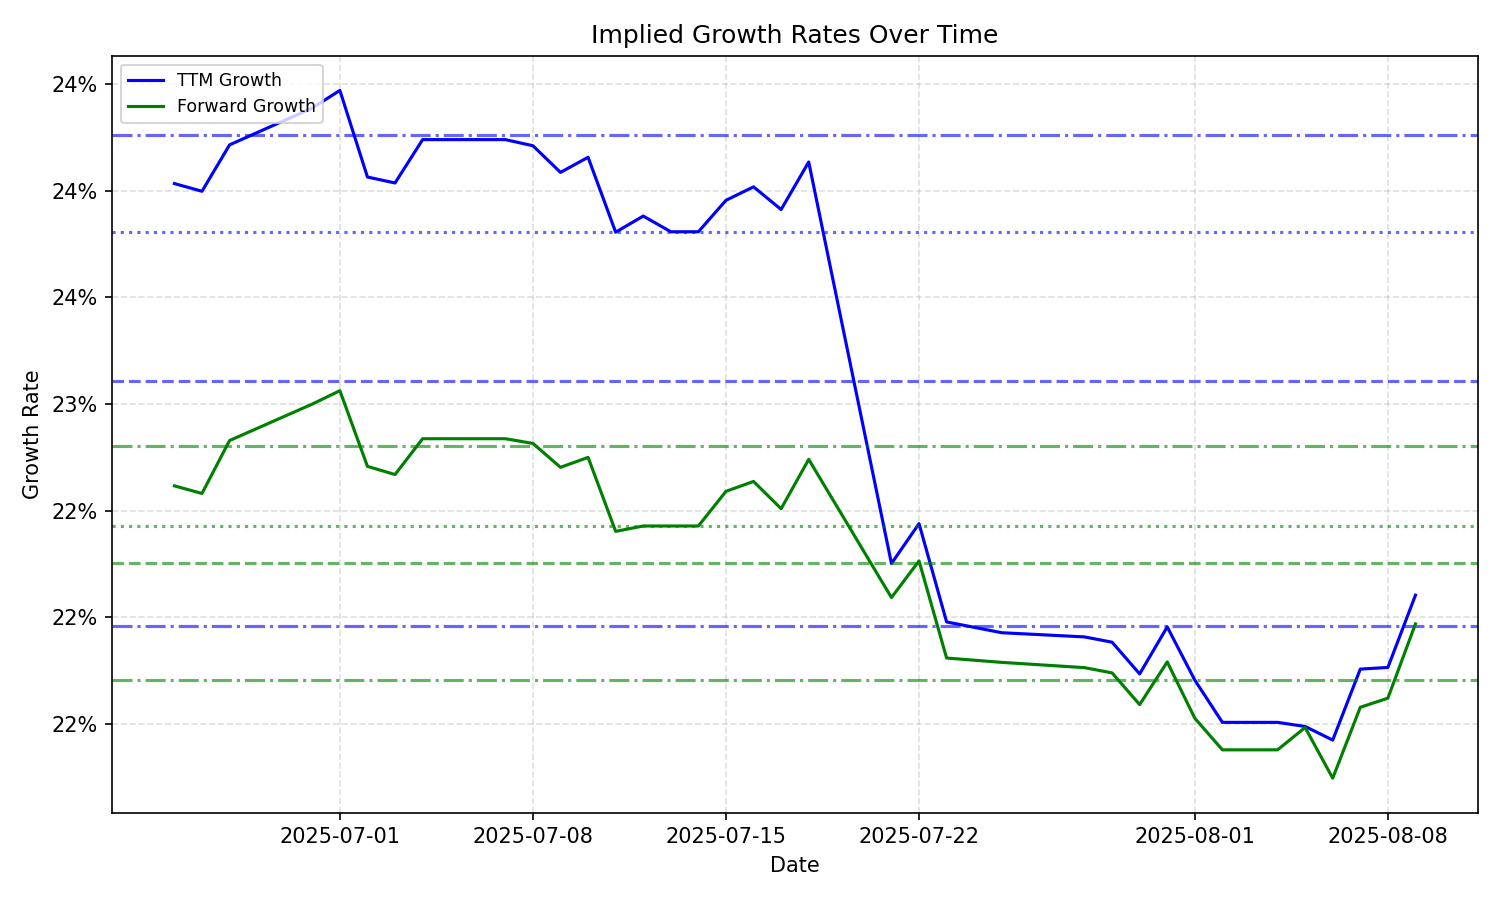 Implied Growth Rates Over Time
TTM Growth
Forward Growth
24%
24%
24%
23%
22%
22%
22%
Growth Rate
2025-07-01
2025-07-08
2025-07-15
2025-07-22
2025-08-01
2025-08-08
Date